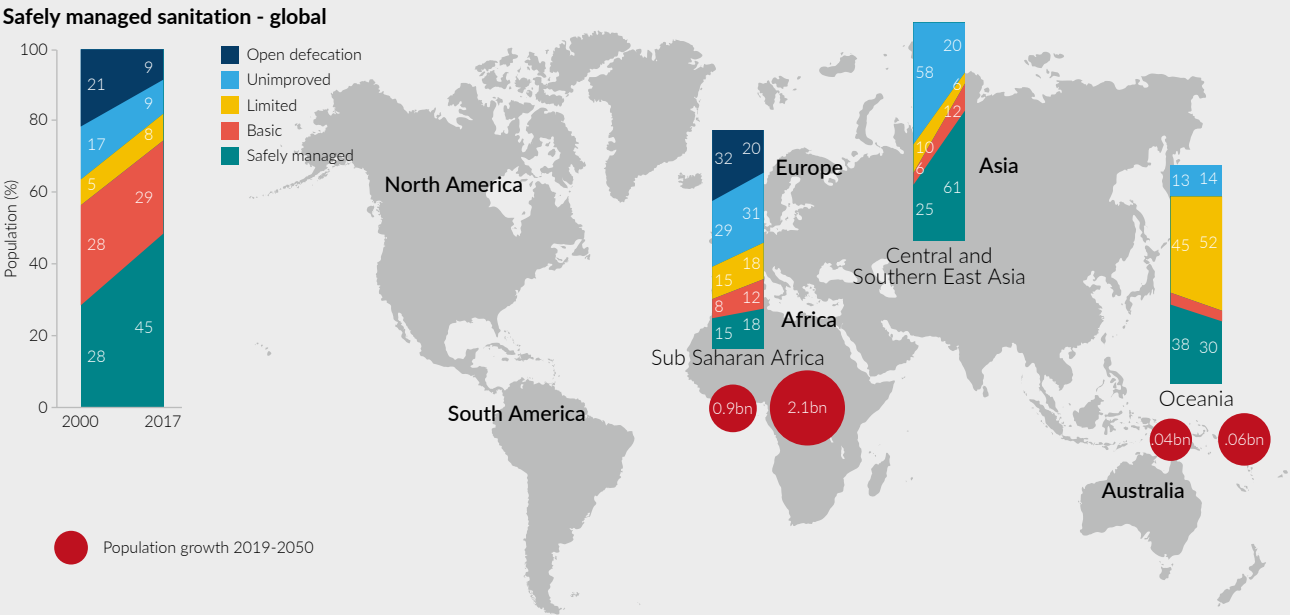 Safely managed sanitation - global
Population (%)
100
80
60
40
20
0
2000 2017
21 9
17 9
5 8
28 29
28 45
Open defecation
Unimproved
Limited
Basic
Safely managed
North America
South America
Europe
32 20
29 31
15 18
8 12
15 18
Africa
Sub Saharan Africa
0.9bn 2.1bn
Asia
58 20
10 6
6 12
25 61
Central and
Southern East Asia
13 14
45 52
38 30
Oceania
.04bn .06bn
Australia
Population growth 2019-2050